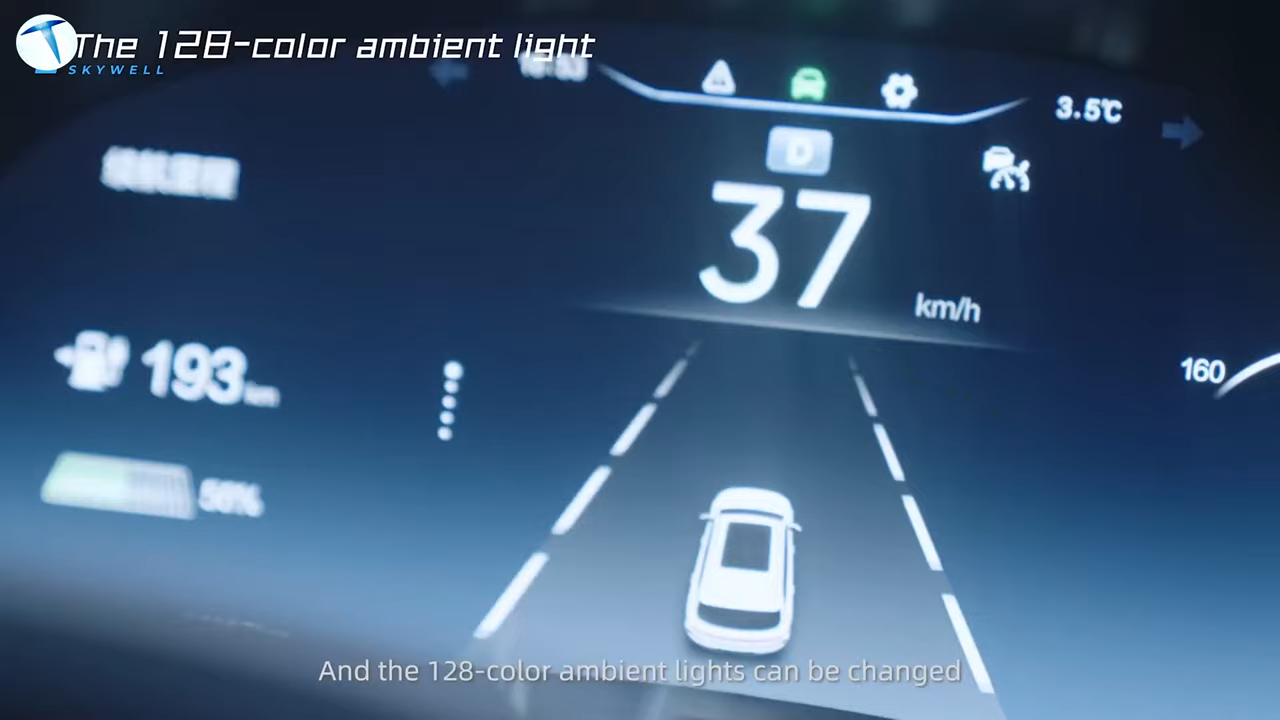 The 128-color ambient light
SKYWELL
3.5℃
D
37
km/h
193 km
160
56%
And the 128-color ambient lights can be changed